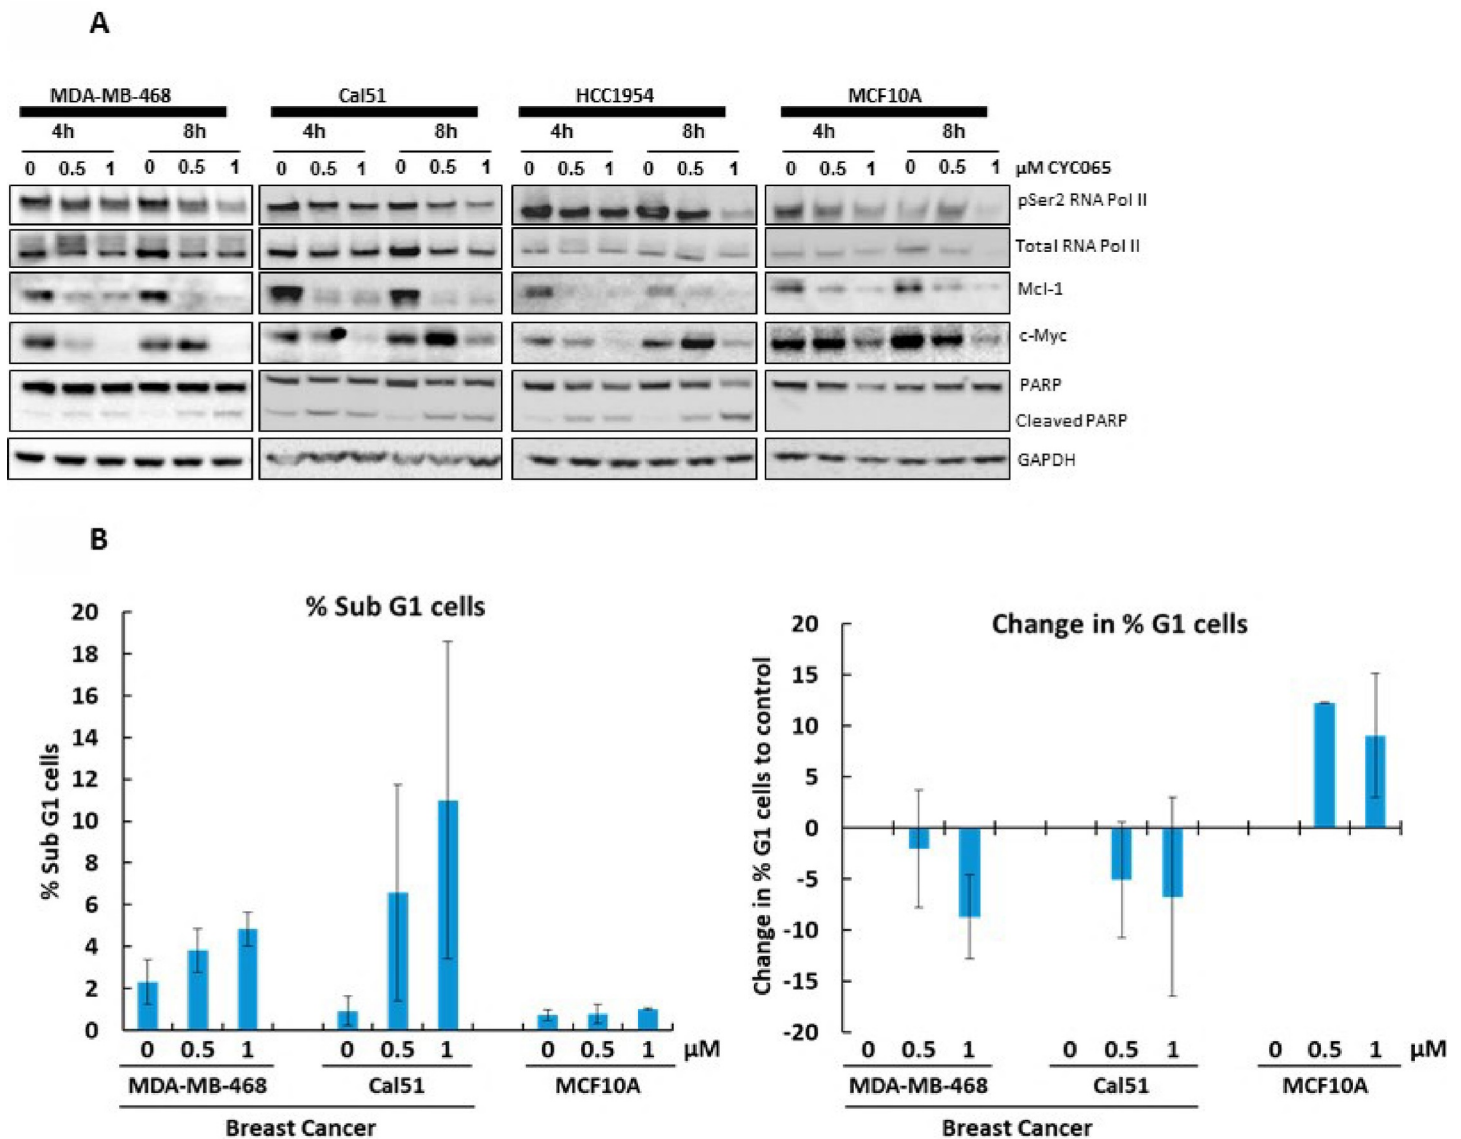 A
MDA-MB-468 Cal51 HCC1954 MCF10A
4h 8h 4h 8h 4h 8h 4h 8h
0 0.5 1 0 0.5 1 0 0.5 1 0 0.5 1 0 0.5 1 0 0.5 1 0 0.5 1 0 0.5 1 µM CYC065
pSer2 RNA Pol II
Total RNA Pol II
Mcl-1
c-Myc
PARP
Cleaved PARP
GAPDH
B
% Sub G1 cells
% Sub G1 cells
20
18
16
14
12
10
8
6
4
2
0
0 0.5 1 0 0.5 1 0 0.5 1 µM
MDA-MB-468 Cal51 MCF10A
Breast Cancer
Change in % G1 cells
Change in % G1 cells to control
20
15
10
5
0
-5
-10
-15
-20
0 0.5 1 0 0.5 1 0 0.5 1 µM
MDA-MB-468 Cal51 MCF10A
Breast Cancer